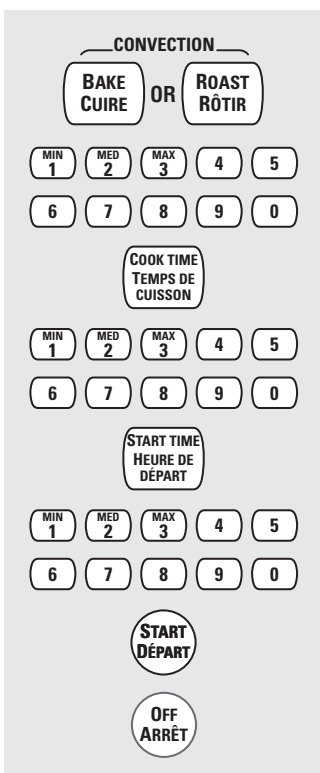 CONVECTION
BAKE OR ROAST
CUIRE RÔTIR
MIN MED MAX
1 2 3 4 5
6 7 8 9 0
COOK TIME
TEMPS DE
CUISSON
MIN MED MAX
1 2 3 4 5
6 7 8 9 0
START TIME
HEURE DE
DÉPART
MIN MED MAX
1 2 3 4 5
6 7 8 9 0
START
DÉPART
OFF
ARRÊT